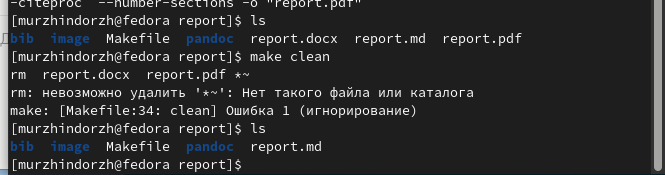 -citeproc  --number-sections -o "report.pdf"
[murzhindorzh@fedora report]$ ls
bib  image  Makefile  pandoc  report.docx  report.md  report.pdf
[murzhindorzh@fedora report]$ make clean
rm  report.docx  report.pdf *~
rm: невозможно удалить '*~': Нет такого файла или каталога
make: [Makefile:34: clean] Ошибка 1 (игнорирование)
[murzhindorzh@fedora report]$ ls
bib  image  Makefile  pandoc  report.md
[murzhindorzh@fedora report]$